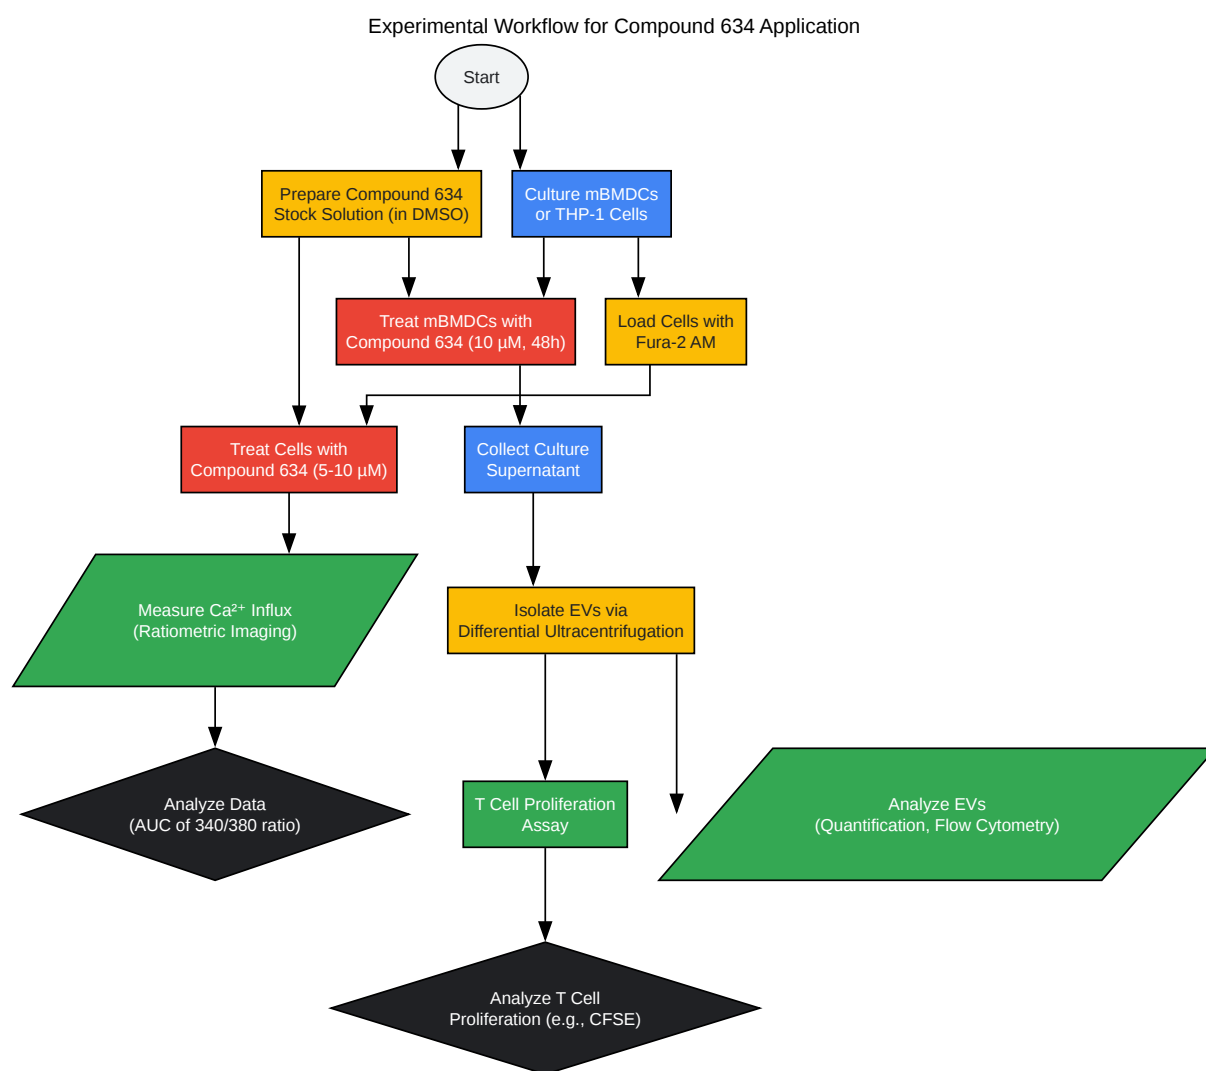 Experimental Workflow for Compound 634 Application
Start
Prepare Compound 634
Stock Solution (in DMSO)
Culture mBMDCs
or THP-1 Cells
Treat mBMDCs with
Compound 634 (10 µM, 48h)
Load Cells with
Fura-2 AM
Treat Cells with
Compound 634 (5-10 µM)
Collect Culture
Supernatant
Measure Ca²⁺ Influx
(Ratiometric Imaging)
Isolate EVs via
Differential Ultracentrifugation
Analyze Data
(AUC of 340/380 ratio)
T Cell Proliferation
Assay
Analyze EVs
(Quantification, Flow Cytometry)
Analyze T Cell
Proliferation (e.g., CFSE)